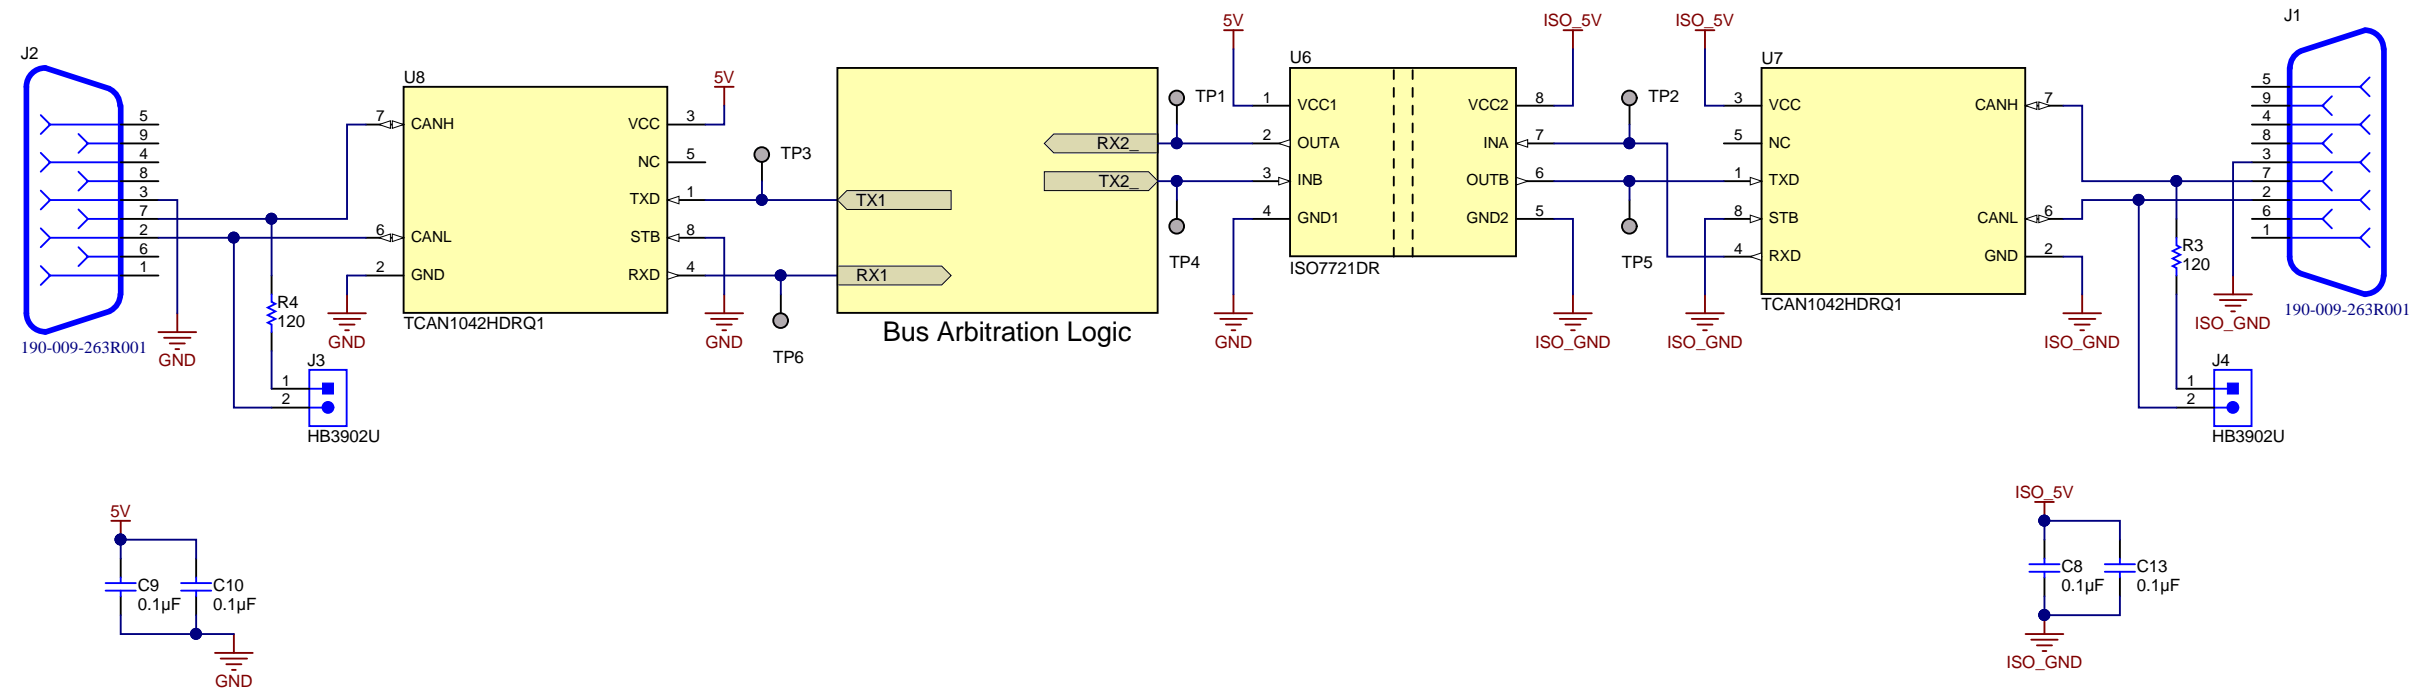 J2
5
9
4
8
3
7
2
6
1
190-009-263R001
GND
R4
120
J3
1
2
HB3902U
GND
U8
7 CANH
6 CANL
2 GND
VCC 3
NC 5
TXD 1
STB 8
RXD 4
TCAN1042HDRQ1
5V
GND
TP3
TP6
TX1
RX1
RX2_
TX2_
Bus Arbitration Logic
TP1
TP4
5V
GND
U6
1 VCC1
2 OUTA
3 INB
4 GND1
VCC2 8
INA 7
OUTB 6
GND2 5
ISO7721DR
ISO_5V
ISO_GND
TP2
TP5
ISO_5V
ISO_GND
U7
3 VCC
5 NC
1 TXD
8 STB
4 RXD
CANH 7
CANL 6
GND 2
TCAN1042HDRQ1
ISO_GND
R3
120
J4
1
2
HB3902U
ISO_GND
J1
5
9
4
8
3
7
2
6
1
190-009-263R001
5V
C9
0.1µF
C10
0.1µF
GND
ISO_5V
C8
0.1µF
C13
0.1µF
ISO_GND